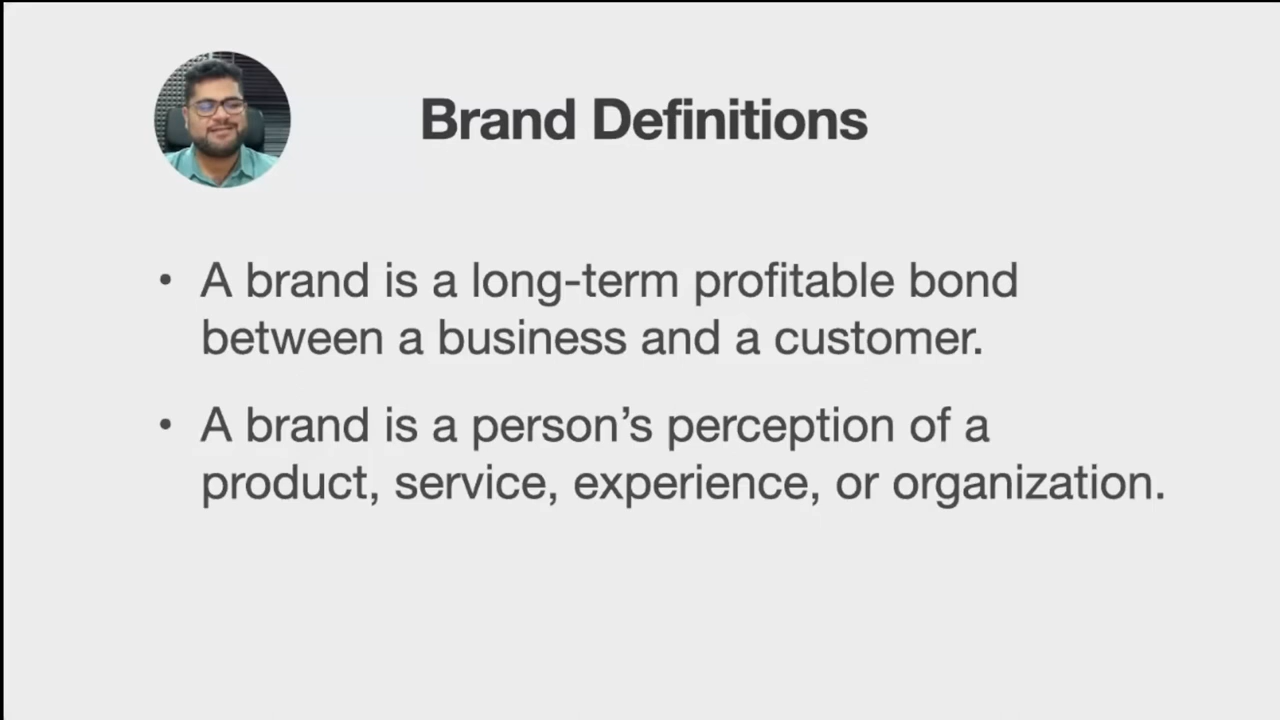 Brand Definitions
• A brand is a long-term profitable bond
between a business and a customer.
• A brand is a person’s perception of a
product, service, experience, or organization.